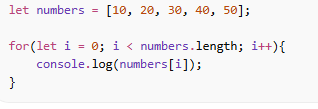 let numbers = [10, 20, 30, 40, 50];
for(let i = 0; i < numbers.length; i++){
    console.log(numbers[i]);
}